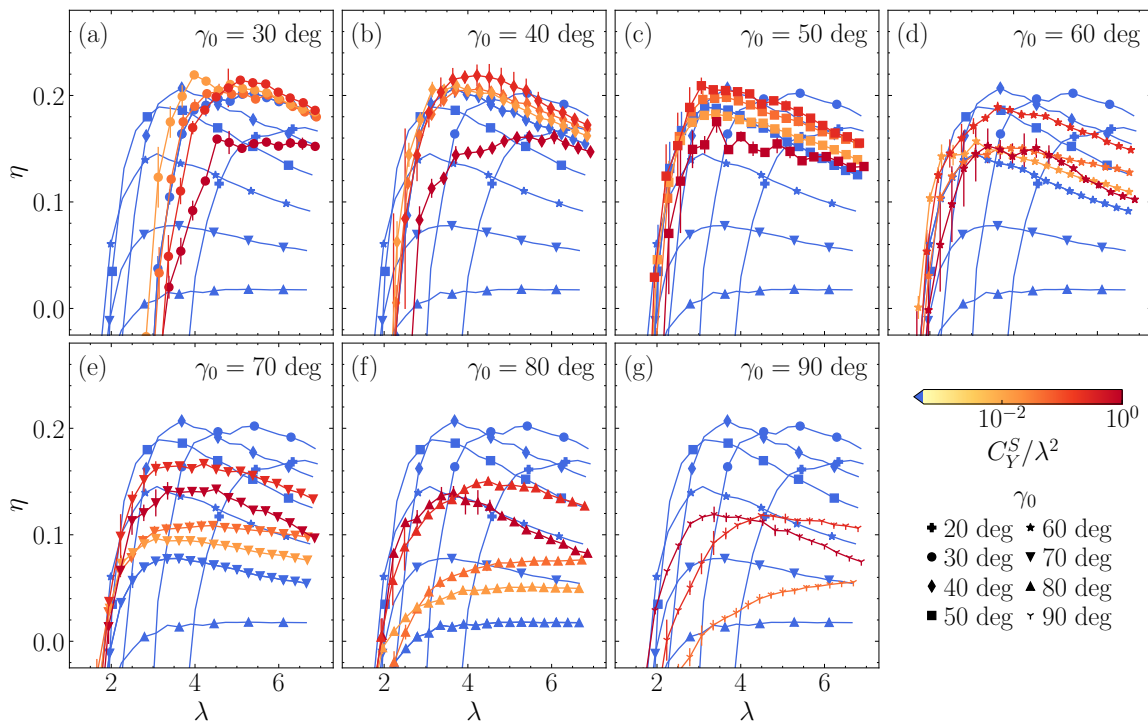 (a) γ₀ = 30 deg
(b) γ₀ = 40 deg
(c) γ₀ = 50 deg
(d) γ₀ = 60 deg
η
0.2
0.1
0.0
(e) γ₀ = 70 deg
(f) γ₀ = 80 deg
(g) γ₀ = 90 deg
η
0.2
0.1
0.0
2 4 6
λ
2 4 6
λ
2 4 6
λ
10⁻² 10⁰
C_Y^S/λ²
γ₀
20 deg
30 deg
40 deg
50 deg
60 deg
70 deg
80 deg
90 deg